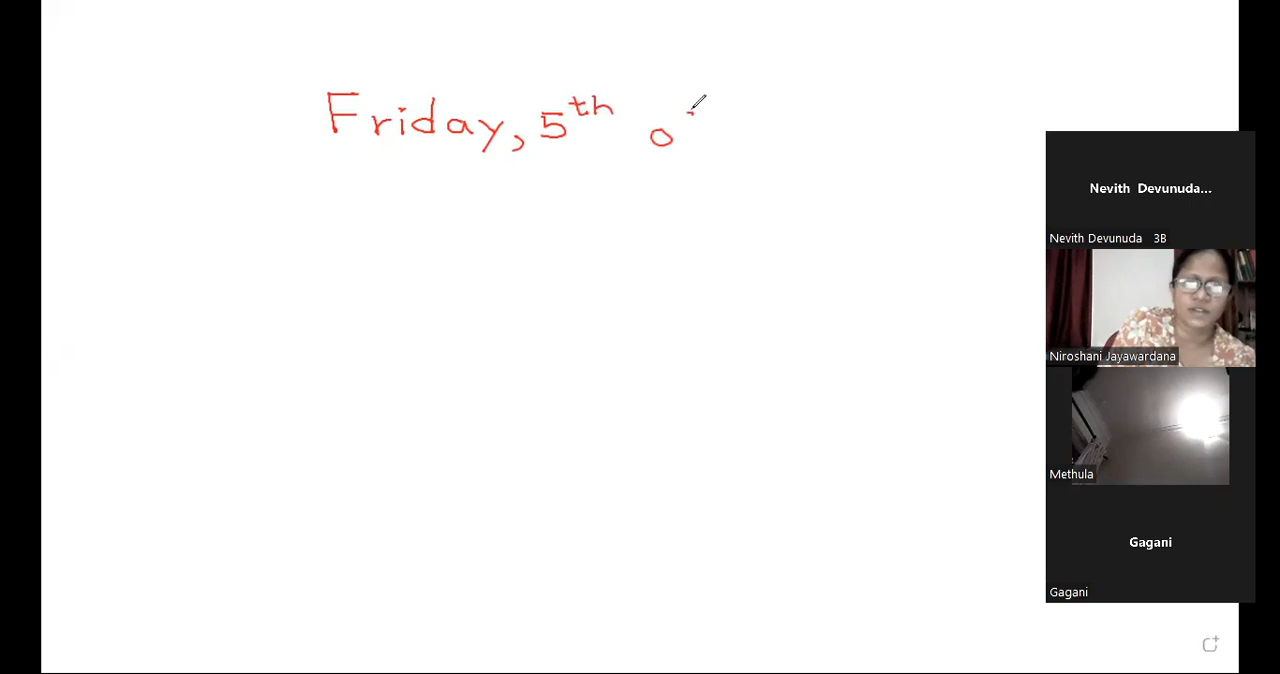 Friday, 5th o
Nevith Devunuda...
Nevith Devunuda 3B
Niroshani Jayawardana
Methula
Gagani
Gagani